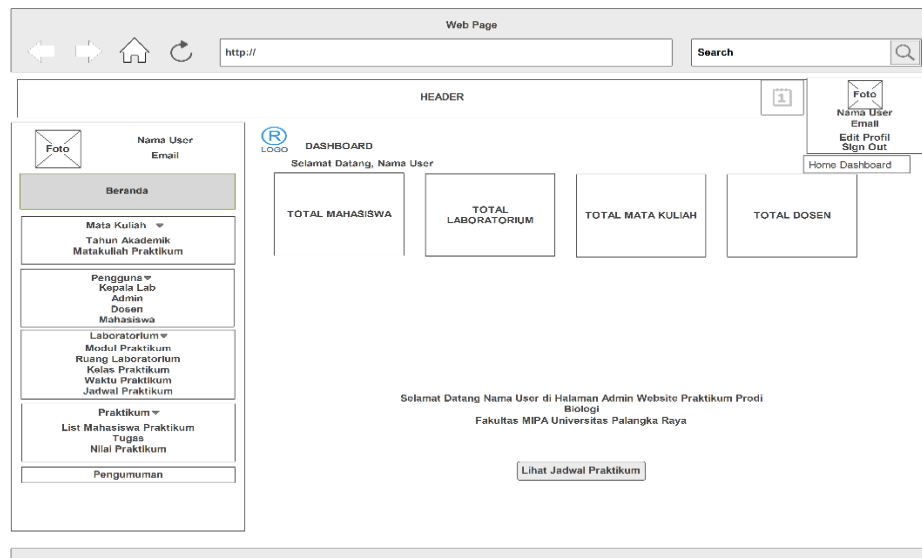 Web Page
http://
Search
HEADER
1
Foto
Nama User
Email
Edit Profil
Sign Out
Home Dashboard
Foto
Nama User
Email
Beranda
Mata Kuliah
Tahun Akademik
Matakuliah Praktikum
Pengguna
Kepala Lab
Admin
Dosen
Mahasiswa
Laboratorium
Modul Praktikum
Ruang Laboratorium
Kelas Praktikum
Waktu Praktikum
Jadwal Praktikum
Praktikum
List Mahasiswa Praktikum
Tugas
Nilai Praktikum
Pengumuman
R
LOGO
DASHBOARD
Selamat Datang, Nama User
TOTAL MAHASISWA
TOTAL
LABORATORIUM
TOTAL MATA KULIAH
TOTAL DOSEN
Selamat Datang Nama User di Halaman Admin Website Praktikum Prodi
Biologi
Fakultas MIPA Universitas Palangka Raya
Lihat Jadwal Praktikum